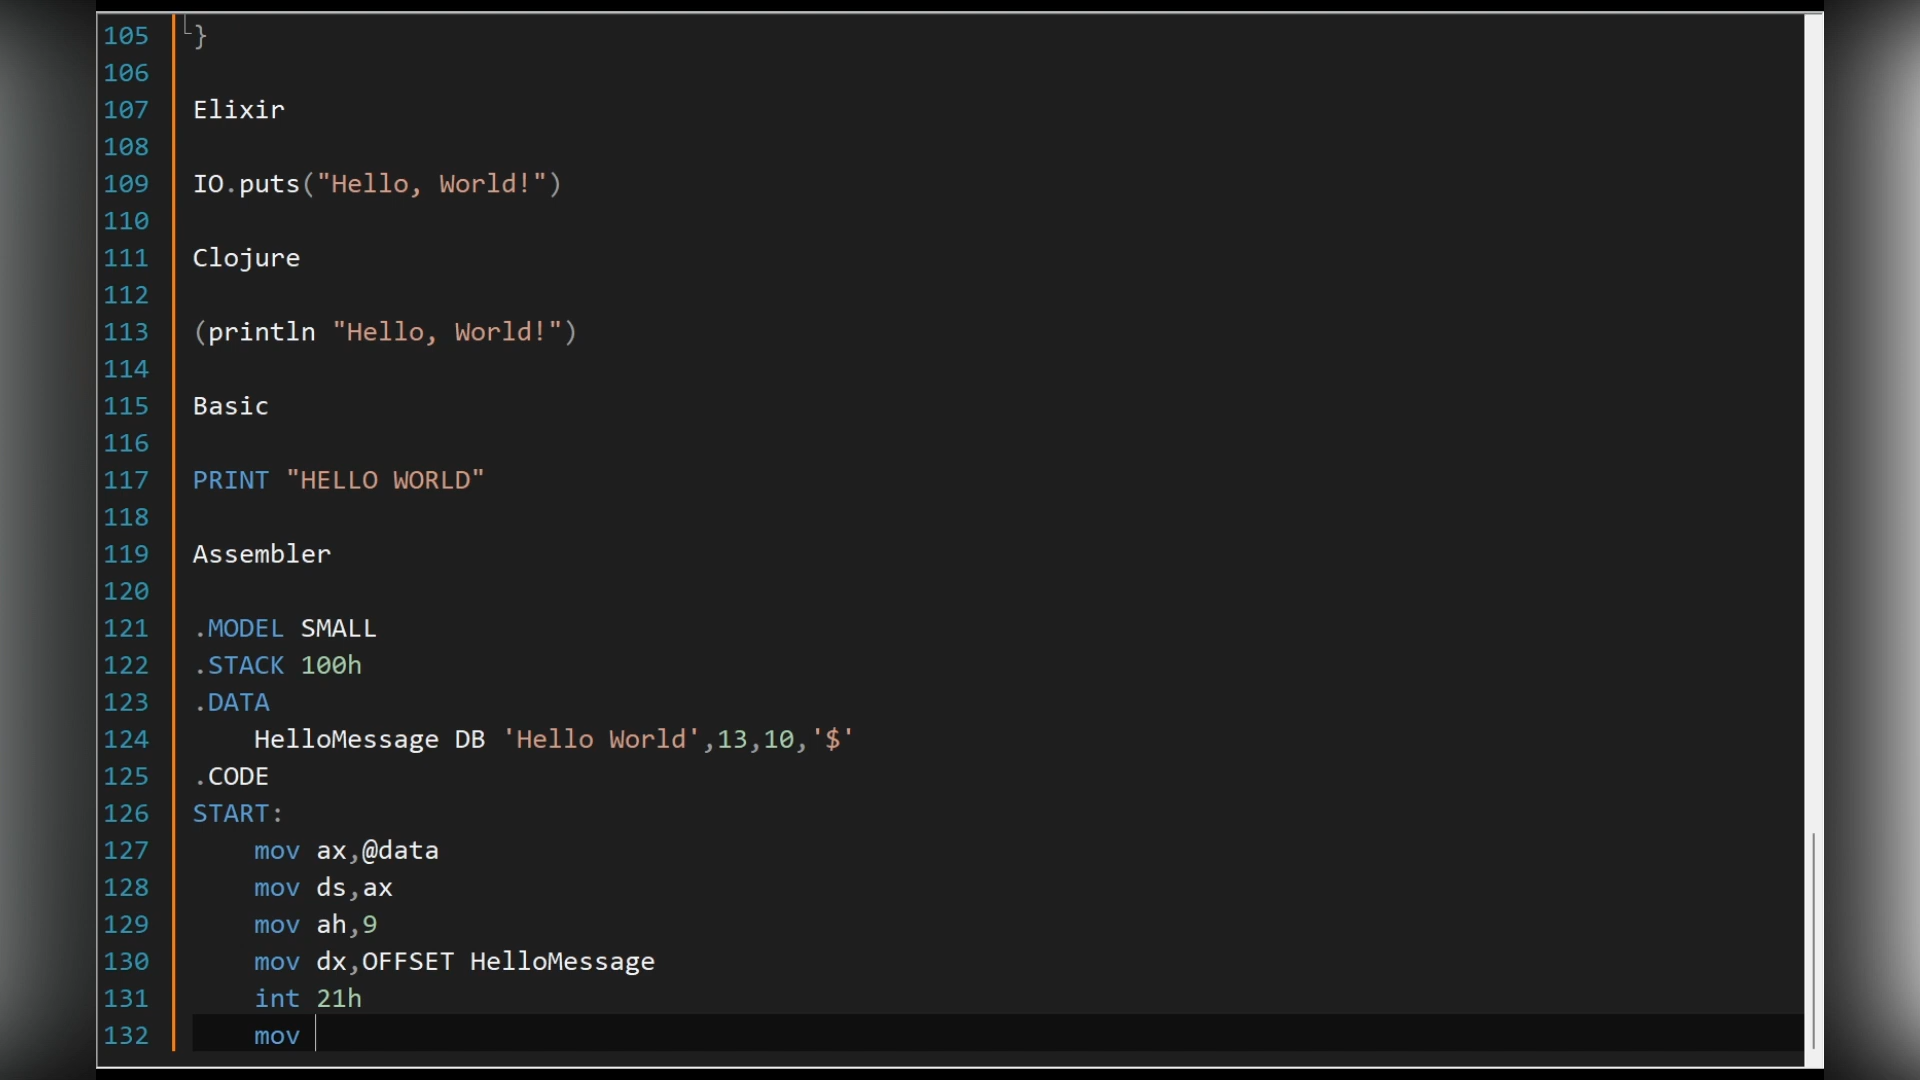 105 }
106
107 Elixir
108
109 IO.puts("Hello, World!")
110
111 Clojure
112
113 (println "Hello, World!")
114
115 Basic
116
117 PRINT "HELLO WORLD"
118
119 Assembler
120
121 .MODEL SMALL
122 .STACK 100h
123 .DATA
124     HelloMessage DB 'Hello World',13,10,'$'
125 .CODE
126 START:
127     mov ax,@data
128     mov ds,ax
129     mov ah,9
130     mov dx,OFFSET HelloMessage
131     int 21h
132     mov